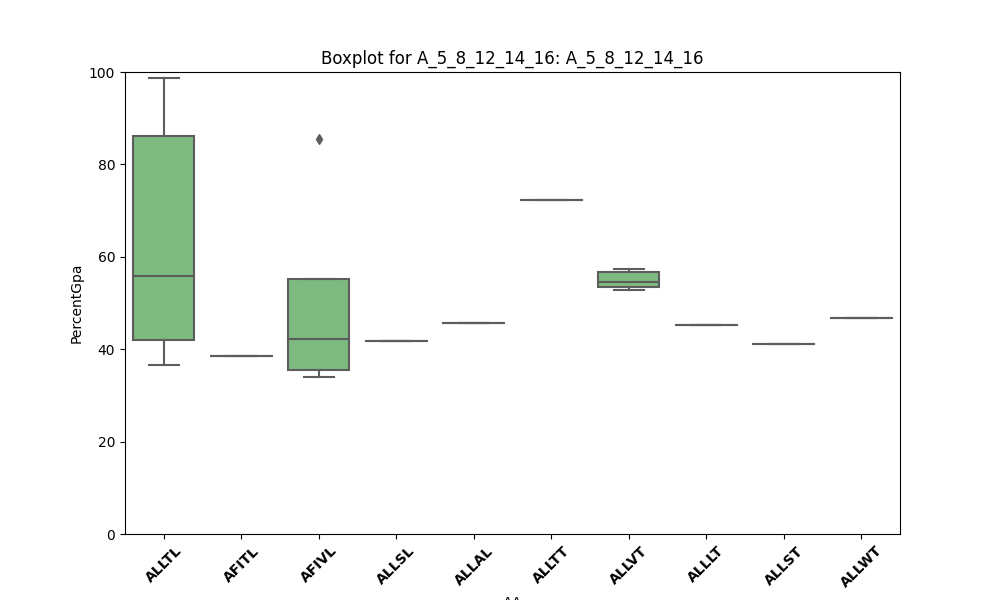 Boxplot for A_5_8_12_14_16: A_5_8_12_14_16
100
80
60
40
20
0
PercentGpa
ALLTL
AFITL
AFIVL
ALLSL
ALLAL
ALLTT
ALLVT
ALLLT
ALLST
ALLWT